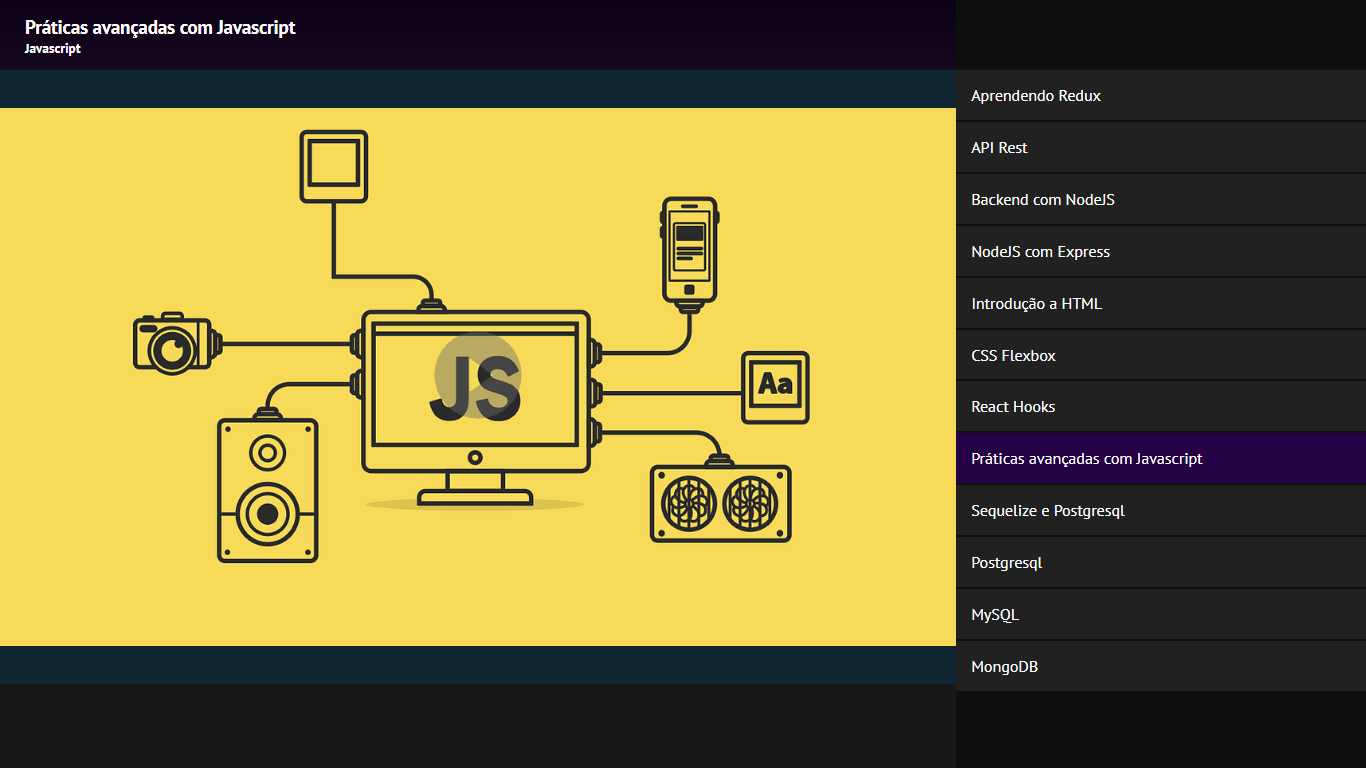 Práticas avançadas com Javascript
Javascript
JS
Aa
Aprendendo Redux
API Rest
Backend com NodeJS
NodeJS com Express
Introdução a HTML
CSS Flexbox
React Hooks
Práticas avançadas com Javascript
Sequelize e Postgresql
Postgresql
MySQL
MongoDB